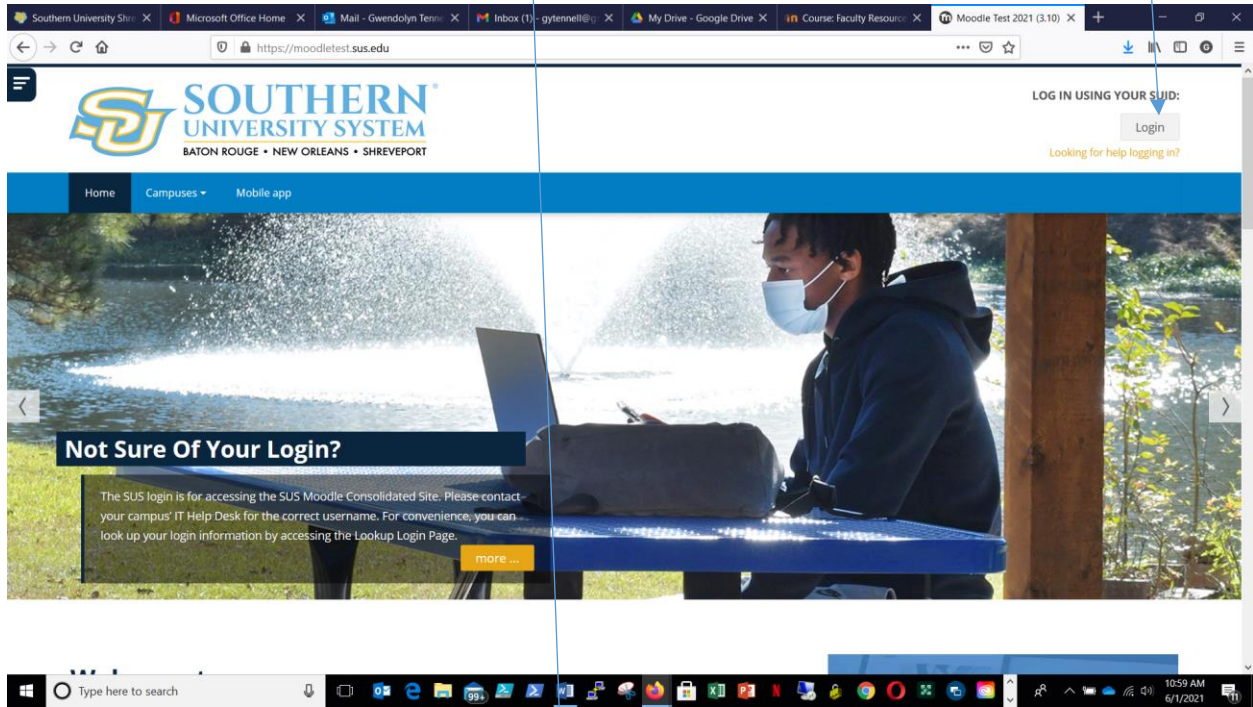 Southern University Shre
Microsoft Office Home
Mail - Gwendolyn Tenne
Inbox (1) - gytennell@g
My Drive - Google Drive
Course: Faculty Resource
Moodle Test 2021 (3.10)
https://moodletest.sus.edu
SOUTHERN
UNIVERSITY SYSTEM
BATON ROUGE • NEW ORLEANS • SHREVEPORT
LOG IN USING YOUR SUID:
Login
Looking for help logging in?
Home Campuses Mobile app
Not Sure Of Your Login?
The SUS login is for accessing the SUS Moodle Consolidated Site. Please contact
your campus' IT Help Desk for the correct username. For convenience, you can
look up your login information by accessing the Lookup Login Page.
more ...
Type here to search
99+
10:59 AM
6/1/2021
11